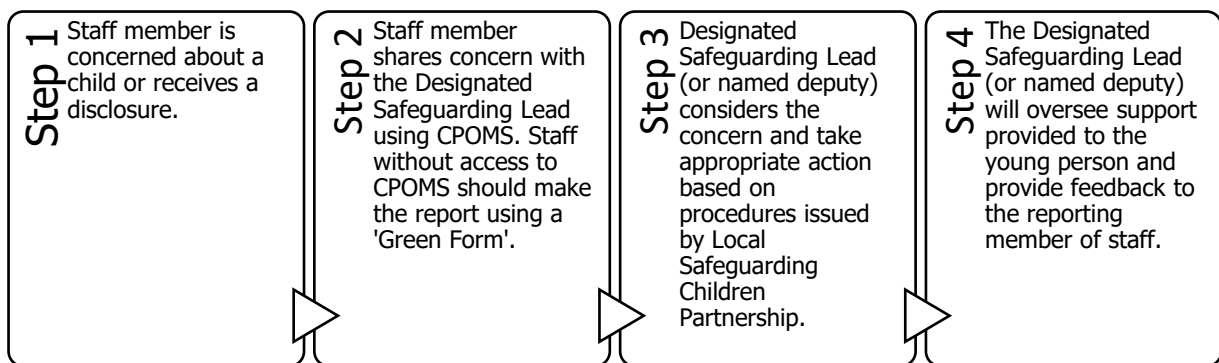 Step 1
Staff member is
concerned about a
child or receives a
disclosure.
Step 2
Staff member
shares concern with
the Designated
Safeguarding Lead
using CPOMS. Staff
without access to
CPOMS should make
the report using a
'Green Form'.
Step 3
Designated
Safeguarding Lead
(or named deputy)
considers the
concern and take
appropriate action
based on
procedures issued
by Local
Safeguarding
Children
Partnership.
Step 4
The Designated
Safeguarding Lead
(or named deputy)
will oversee support
provided to the
young person and
provide feedback to
the reporting
member of staff.